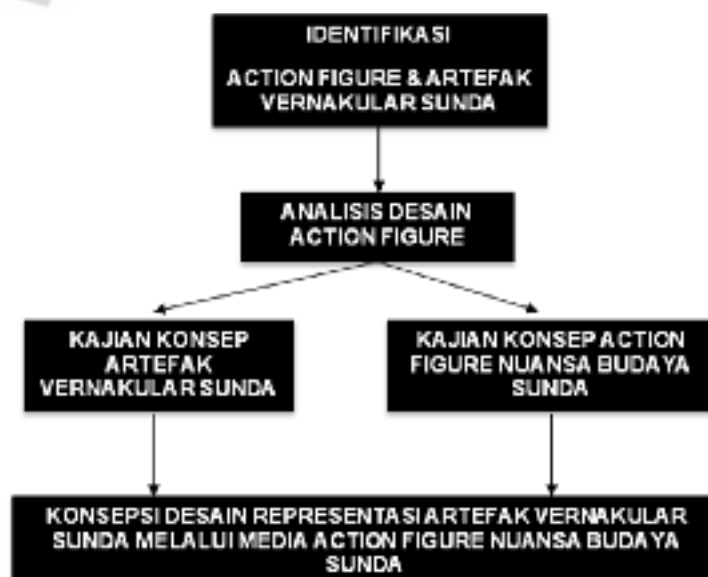 IDENTIFIKASI
ACTION FIGURE & ARTEFAK
VERNAKULAR SUNDA
ANALISIS DESAIN
ACTION FIGURE
KAJIAN KONSEP
ARTEFAK
VERNAKULAR SUNDA
KAJIAN KONSEP ACTION
FIGURE NUANSA BUDAYA
SUNDA
KONSEPSI DESAIN REPRESENTASI ARTEFAK VERNAKULAR
SUNDA MELALUI MEDIA ACTION FIGURE NUANSA BUDAYA
SUNDA